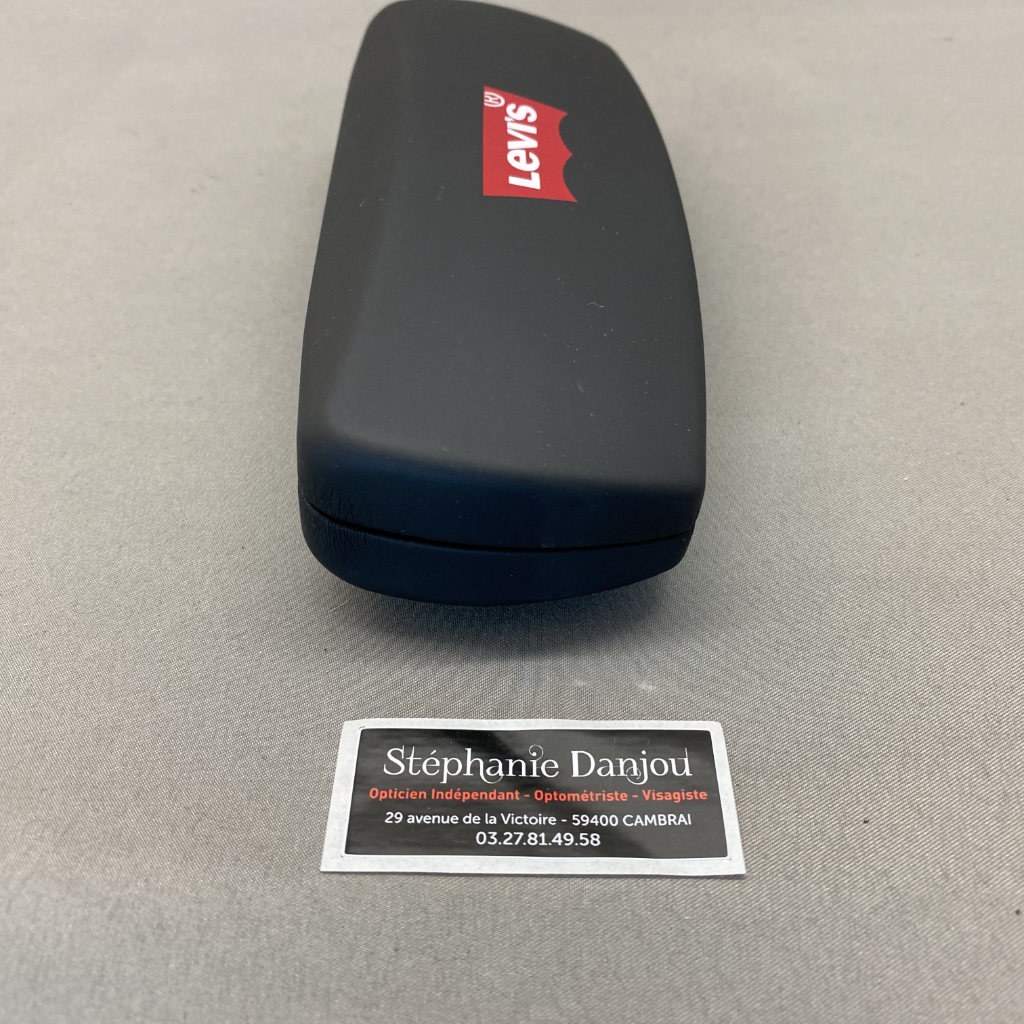 Levi's®
Stéphanie Danjou
Opticien Indépendant - Optométriste - Visagiste
29 avenue de la Victoire - 59400 CAMBRAI
03.27.81.49.58